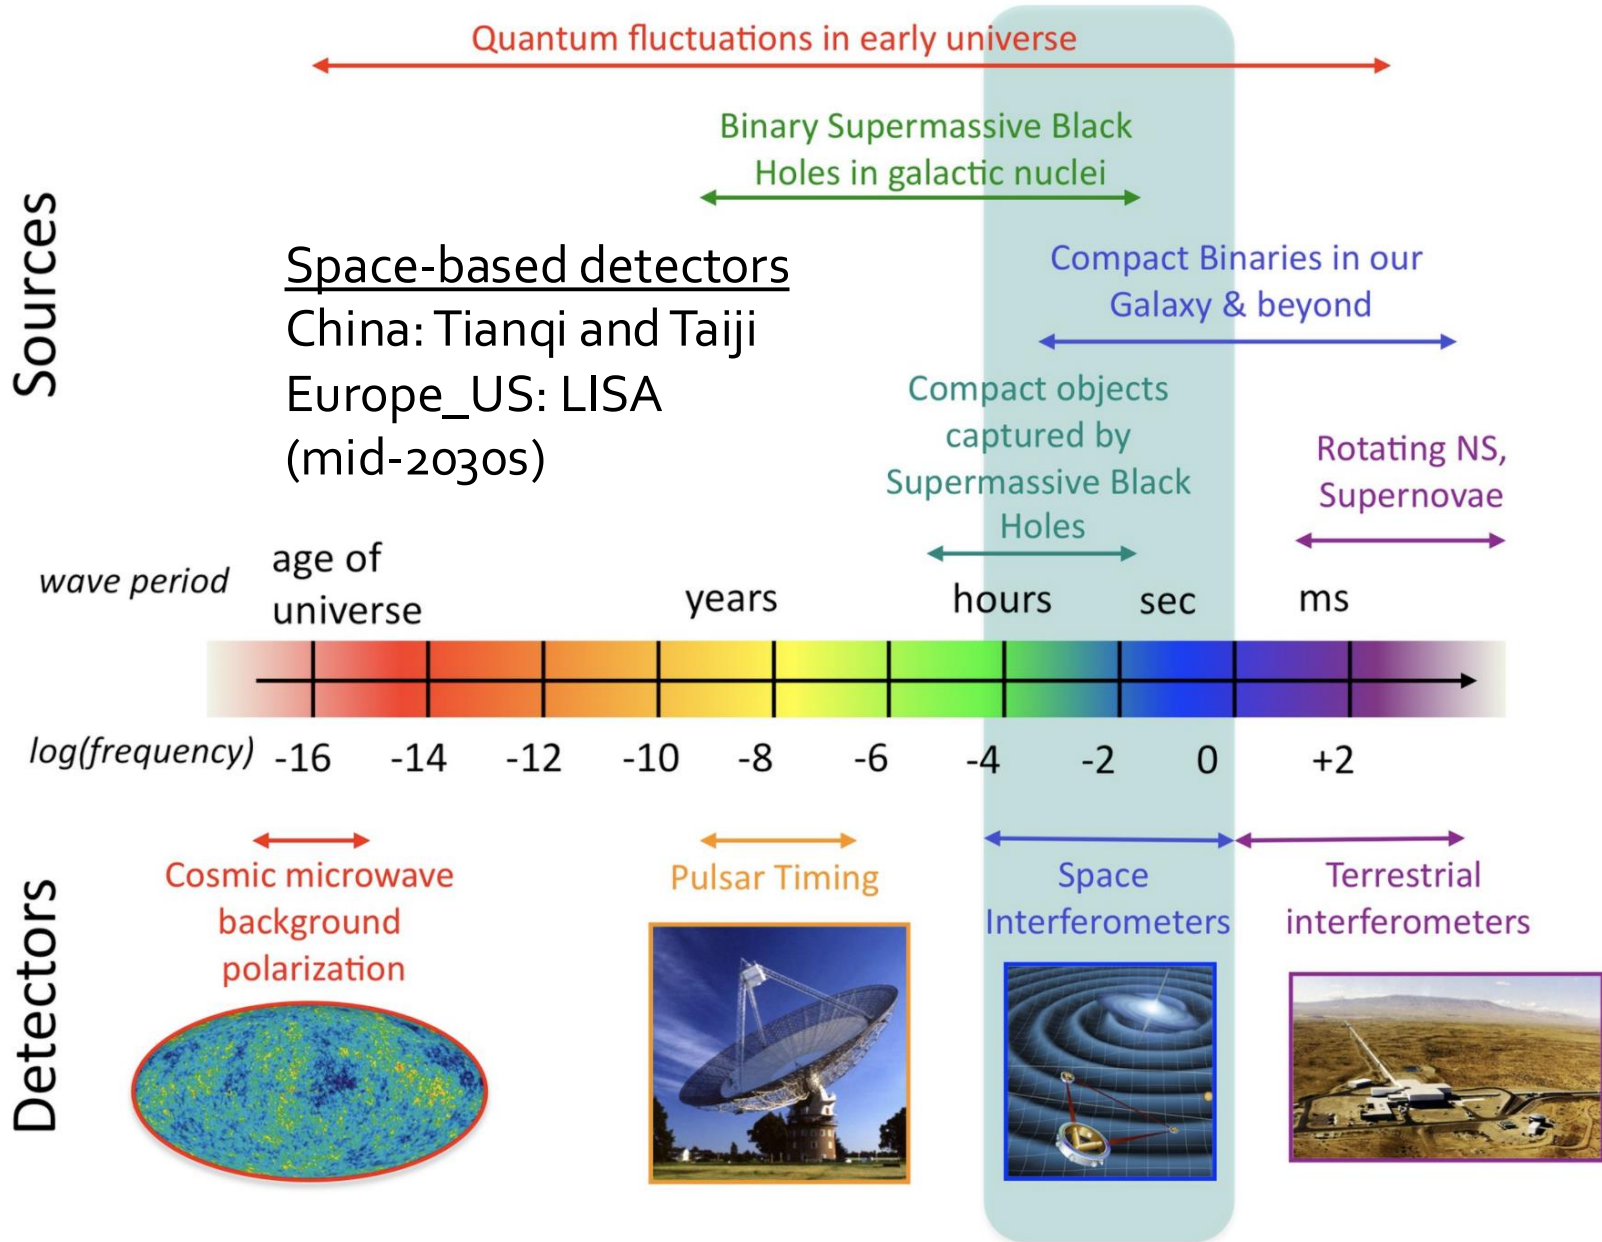 Quantum fluctuations in early universe
Binary Supermassive Black
Holes in galactic nuclei
Sources
Space-based detectors
China: Tianqi and Taiji
Europe_US: LISA
(mid-2030s)
Compact Binaries in our
Galaxy & beyond
Compact objects
captured by
Supermassive Black
Holes
Rotating NS,
Supernovae
wave period
age of
universe
years
hours
sec
ms
log(frequency)
-16
-14
-12
-10
-8
-6
-4
-2
0
+2
Detectors
Cosmic microwave
background
polarization
Pulsar Timing
Space
Interferometers
Terrestrial
interferometers